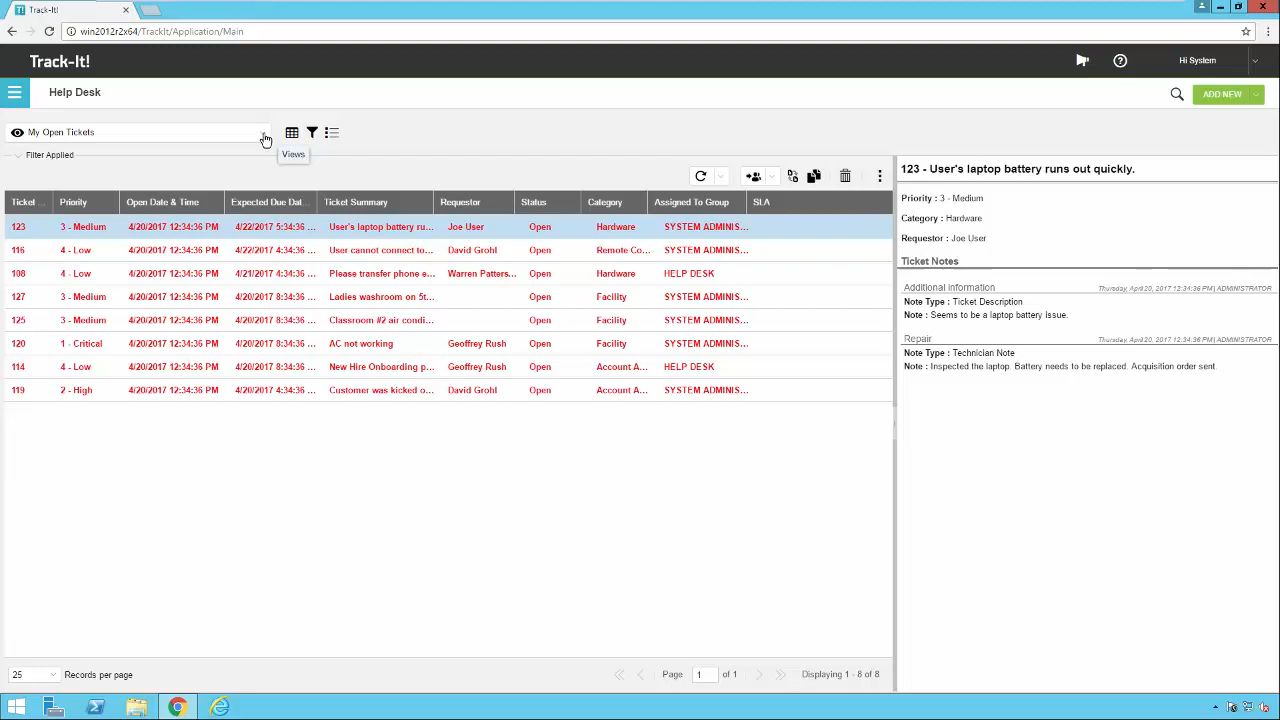 Track-It!
win2012r2x64/TrackIt/Application/Main
Track-It!
Hi System
Help Desk
ADD NEW
My Open Tickets
Views
Filter Applied
Ticket ... Priority Open Date & Time Expected Due Dat... Ticket Summary Requestor Status Category Assigned To Group SLA
123 3 - Medium 4/20/2017 12:34:36 PM 4/22/2017 5:34:36 ... User's laptop battery ru... Joe User Open Hardware SYSTEM ADMINIS...
116 4 - Low 4/20/2017 12:34:36 PM 4/22/2017 4:34:36 ... User cannot connect to... David Grohl Open Remote Co... SYSTEM ADMINIS...
108 4 - Low 4/20/2017 12:34:36 PM 4/21/2017 4:34:36 ... Please transfer phone e... Warren Patters... Open Hardware HELP DESK
127 3 - Medium 4/20/2017 12:34:36 PM 4/20/2017 8:34:36 ... Ladies washroom on 5t... Open Facility SYSTEM ADMINIS...
125 3 - Medium 4/20/2017 12:34:36 PM 4/20/2017 8:34:36 ... Classroom #2 air condi... Open Facility SYSTEM ADMINIS...
120 1 - Critical 4/20/2017 12:34:36 PM 4/20/2017 8:34:36 ... AC not working Geoffrey Rush Open Facility SYSTEM ADMINIS...
114 4 - Low 4/20/2017 12:34:36 PM 4/20/2017 8:34:36 ... New Hire Onboarding p... Geoffrey Rush Open Account A... HELP DESK
119 2 - High 4/20/2017 12:34:36 PM 4/20/2017 4:34:36 ... Customer was kicked o... David Grohl Open Account A... SYSTEM ADMINIS...
123 - User's laptop battery runs out quickly.
Priority : 3 - Medium
Category : Hardware
Requestor : Joe User
Ticket Notes
Additional Information Thursday, April 20, 2017 12:34:36 PM | ADMINISTRATOR
Note Type : Ticket Description
Note : Seems to be a laptop battery issue.
Repair Thursday, April 20, 2017 12:34:36 PM | ADMINISTRATOR
Note Type : Technician Note
Note : Inspected the laptop. Battery needs to be replaced. Acquisition order sent.
25 Records per page Page 1 of 1 Displaying 1 - 8 of 8